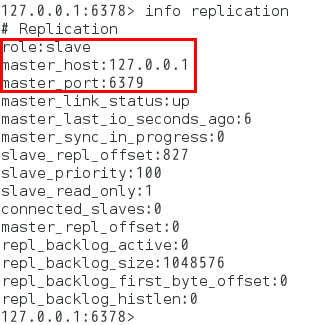 127.0.0.1:6378> info replication
# Replication
role:slave
master_host:127.0.0.1
master_port:6379
master_link_status:up
master_last_io_seconds_ago:6
master_sync_in_progress:0
slave_repl_offset:827
slave_priority:100
slave_read_only:1
connected_slaves:0
master_repl_offset:0
repl_backlog_active:0
repl_backlog_size:1048576
repl_backlog_first_byte_offset:0
repl_backlog_histlen:0
127.0.0.1:6378>